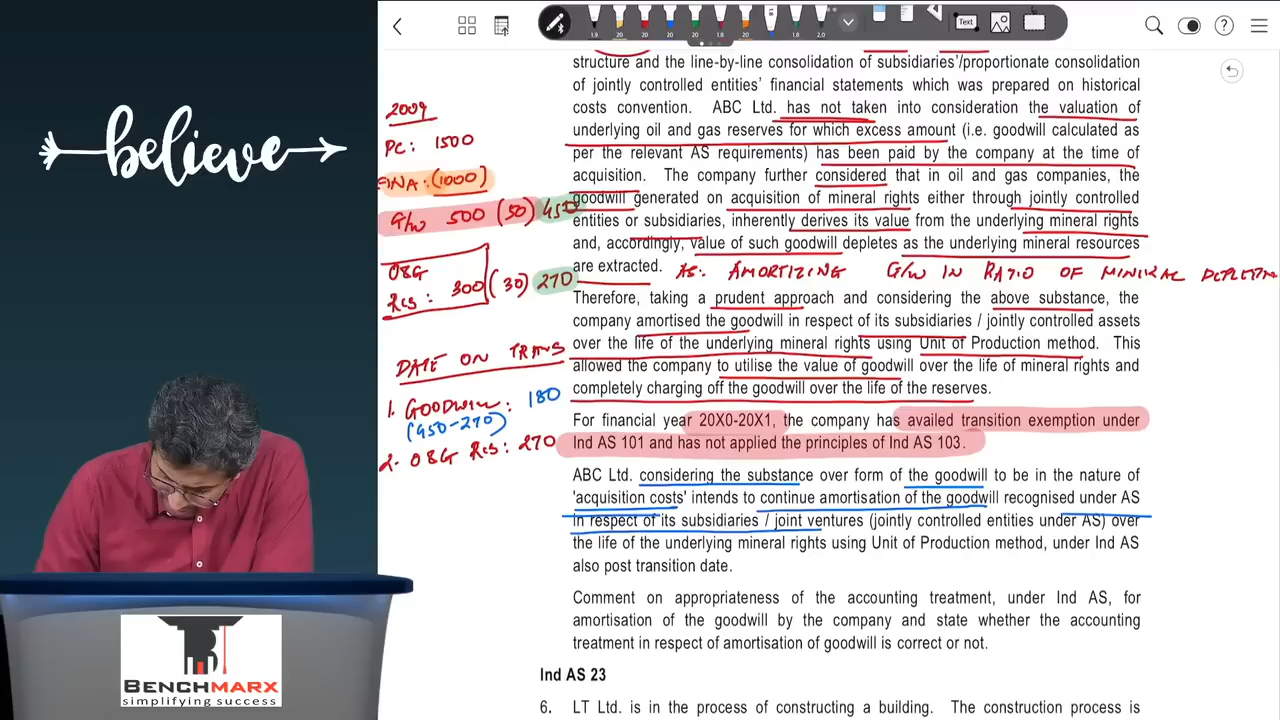 believe
BENCHMARX
simplifying success
1.9 20 20 20 20 1.8 20 1.8 2.0
Text
structure and the line-by-line consolidation of subsidiaries'/proportionate consolidation
of jointly controlled entities' financial statements which was prepared on historical
costs convention. ABC Ltd. has not taken into consideration the valuation of
underlying oil and gas reserves for which excess amount (i.e. goodwill calculated as
per the relevant AS requirements) has been paid by the company at the time of
acquisition. The company further considered that in oil and gas companies, the
goodwill generated on acquisition of mineral rights either through jointly controlled
entities or subsidiaries, inherently derives its value from the underlying mineral rights
and, accordingly, value of such goodwill depletes as the underlying mineral resources
are extracted.
AS: AMORTIZING G/W IN RATIO OF MINERAL DEPLETION
Therefore, taking a prudent approach and considering the above substance, the
company amortised the goodwill in respect of its subsidiaries / jointly controlled assets
over the life of the underlying mineral rights using Unit of Production method. This
allowed the company to utilise the value of goodwill over the life of mineral rights and
completely charging off the goodwill over the life of the reserves.
For financial year 20X0-20X1, the company has availed transition exemption under
Ind AS 101 and has not applied the principles of Ind AS 103.
ABC Ltd. considering the substance over form of the goodwill to be in the nature of
'acquisition costs' intends to continue amortisation of the goodwill recognised under AS
in respect of its subsidiaries / joint ventures (jointly controlled entities under AS) over
the life of the underlying mineral rights using Unit of Production method, under Ind AS
also post transition date.
Comment on appropriateness of the accounting treatment, under Ind AS, for
amortisation of the goodwill by the company and state whether the accounting
treatment in respect of amortisation of goodwill is correct or not.
Ind AS 23
6. LT Ltd. is in the process of constructing a building. The construction process is
2009
PC: 1500
NA: (1000)
G/W 500 (50) 450
O&G
Res: 300 (30) 270
DATE ON TRANS
1. GOODWILL: 180
(450-270)
2. O&G Res: 270